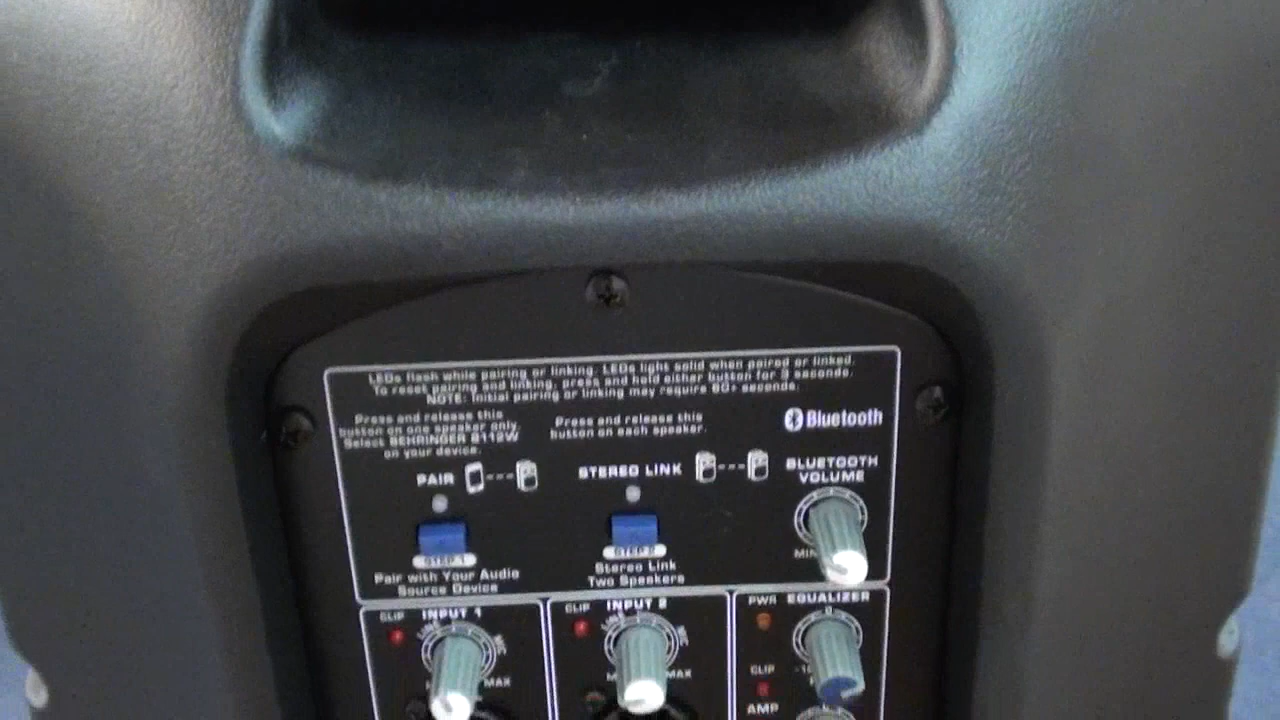 LEDs flash while pairing or linking. LEDs light solid when paired or linked.
To reset pairing and linking, press and hold either button for 5 seconds.
NOTE: Initial pairing or linking may require 60+ seconds.
Press and release this
button on one speaker only.
Select BEHRINGER B112W
on your device.
Press and release this
button on each speaker.
Bluetooth
PAIR
STEREO LINK
BLUETOOTH
VOLUME
MIN
STEP 1
STEP 2
Pair with Your Audio
Source Device
Stereo Link
Two Speakers
CLIP INPUT 1
LINE MIC
MAX
CLIP INPUT 2
LINE
MAX
PWR EQUALIZER
CLIP
AMP